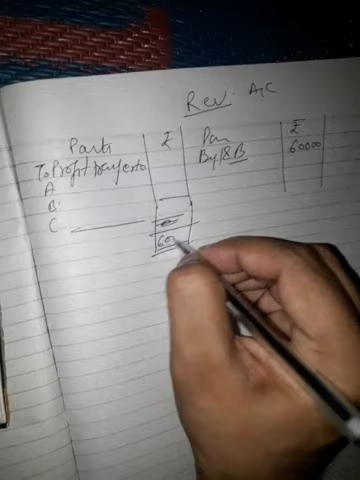 Rev. A/C
Parti ₹ Par ₹
To Profit transfer to By L&B 60000
A
B
C
60